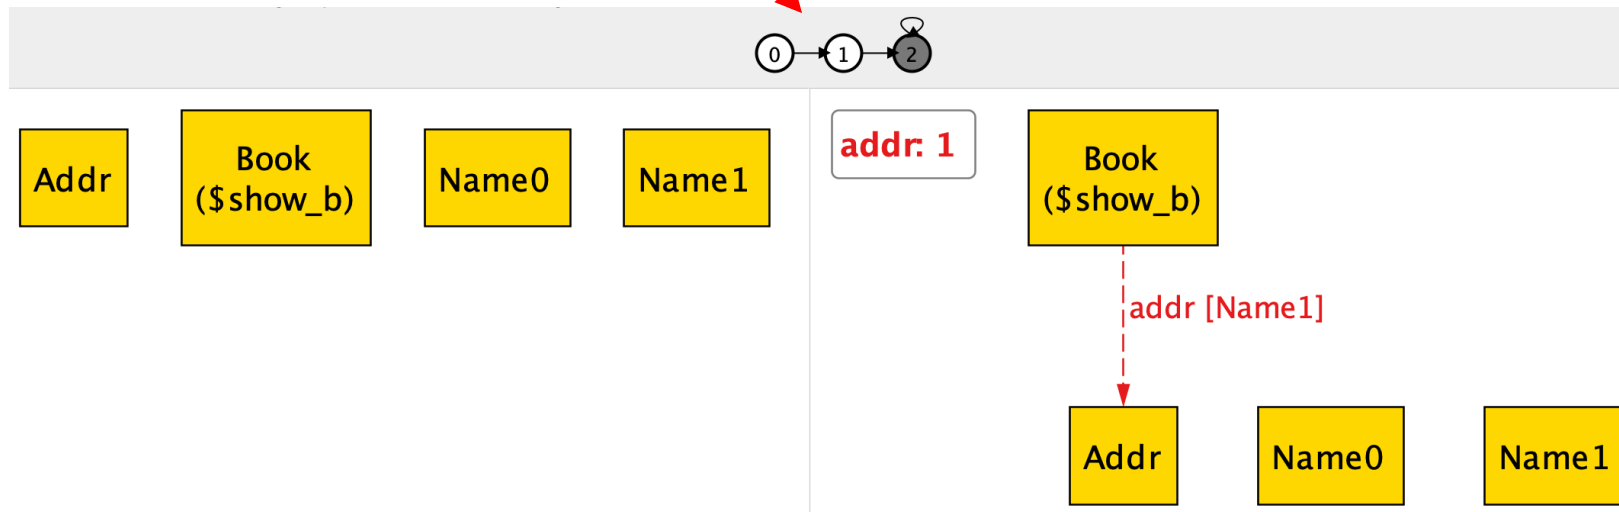 0 1 2
Addr
Book
($show_b)
Name0
Name1
addr: 1
Book
($show_b)
addr [Name1]
Addr
Name0
Name1